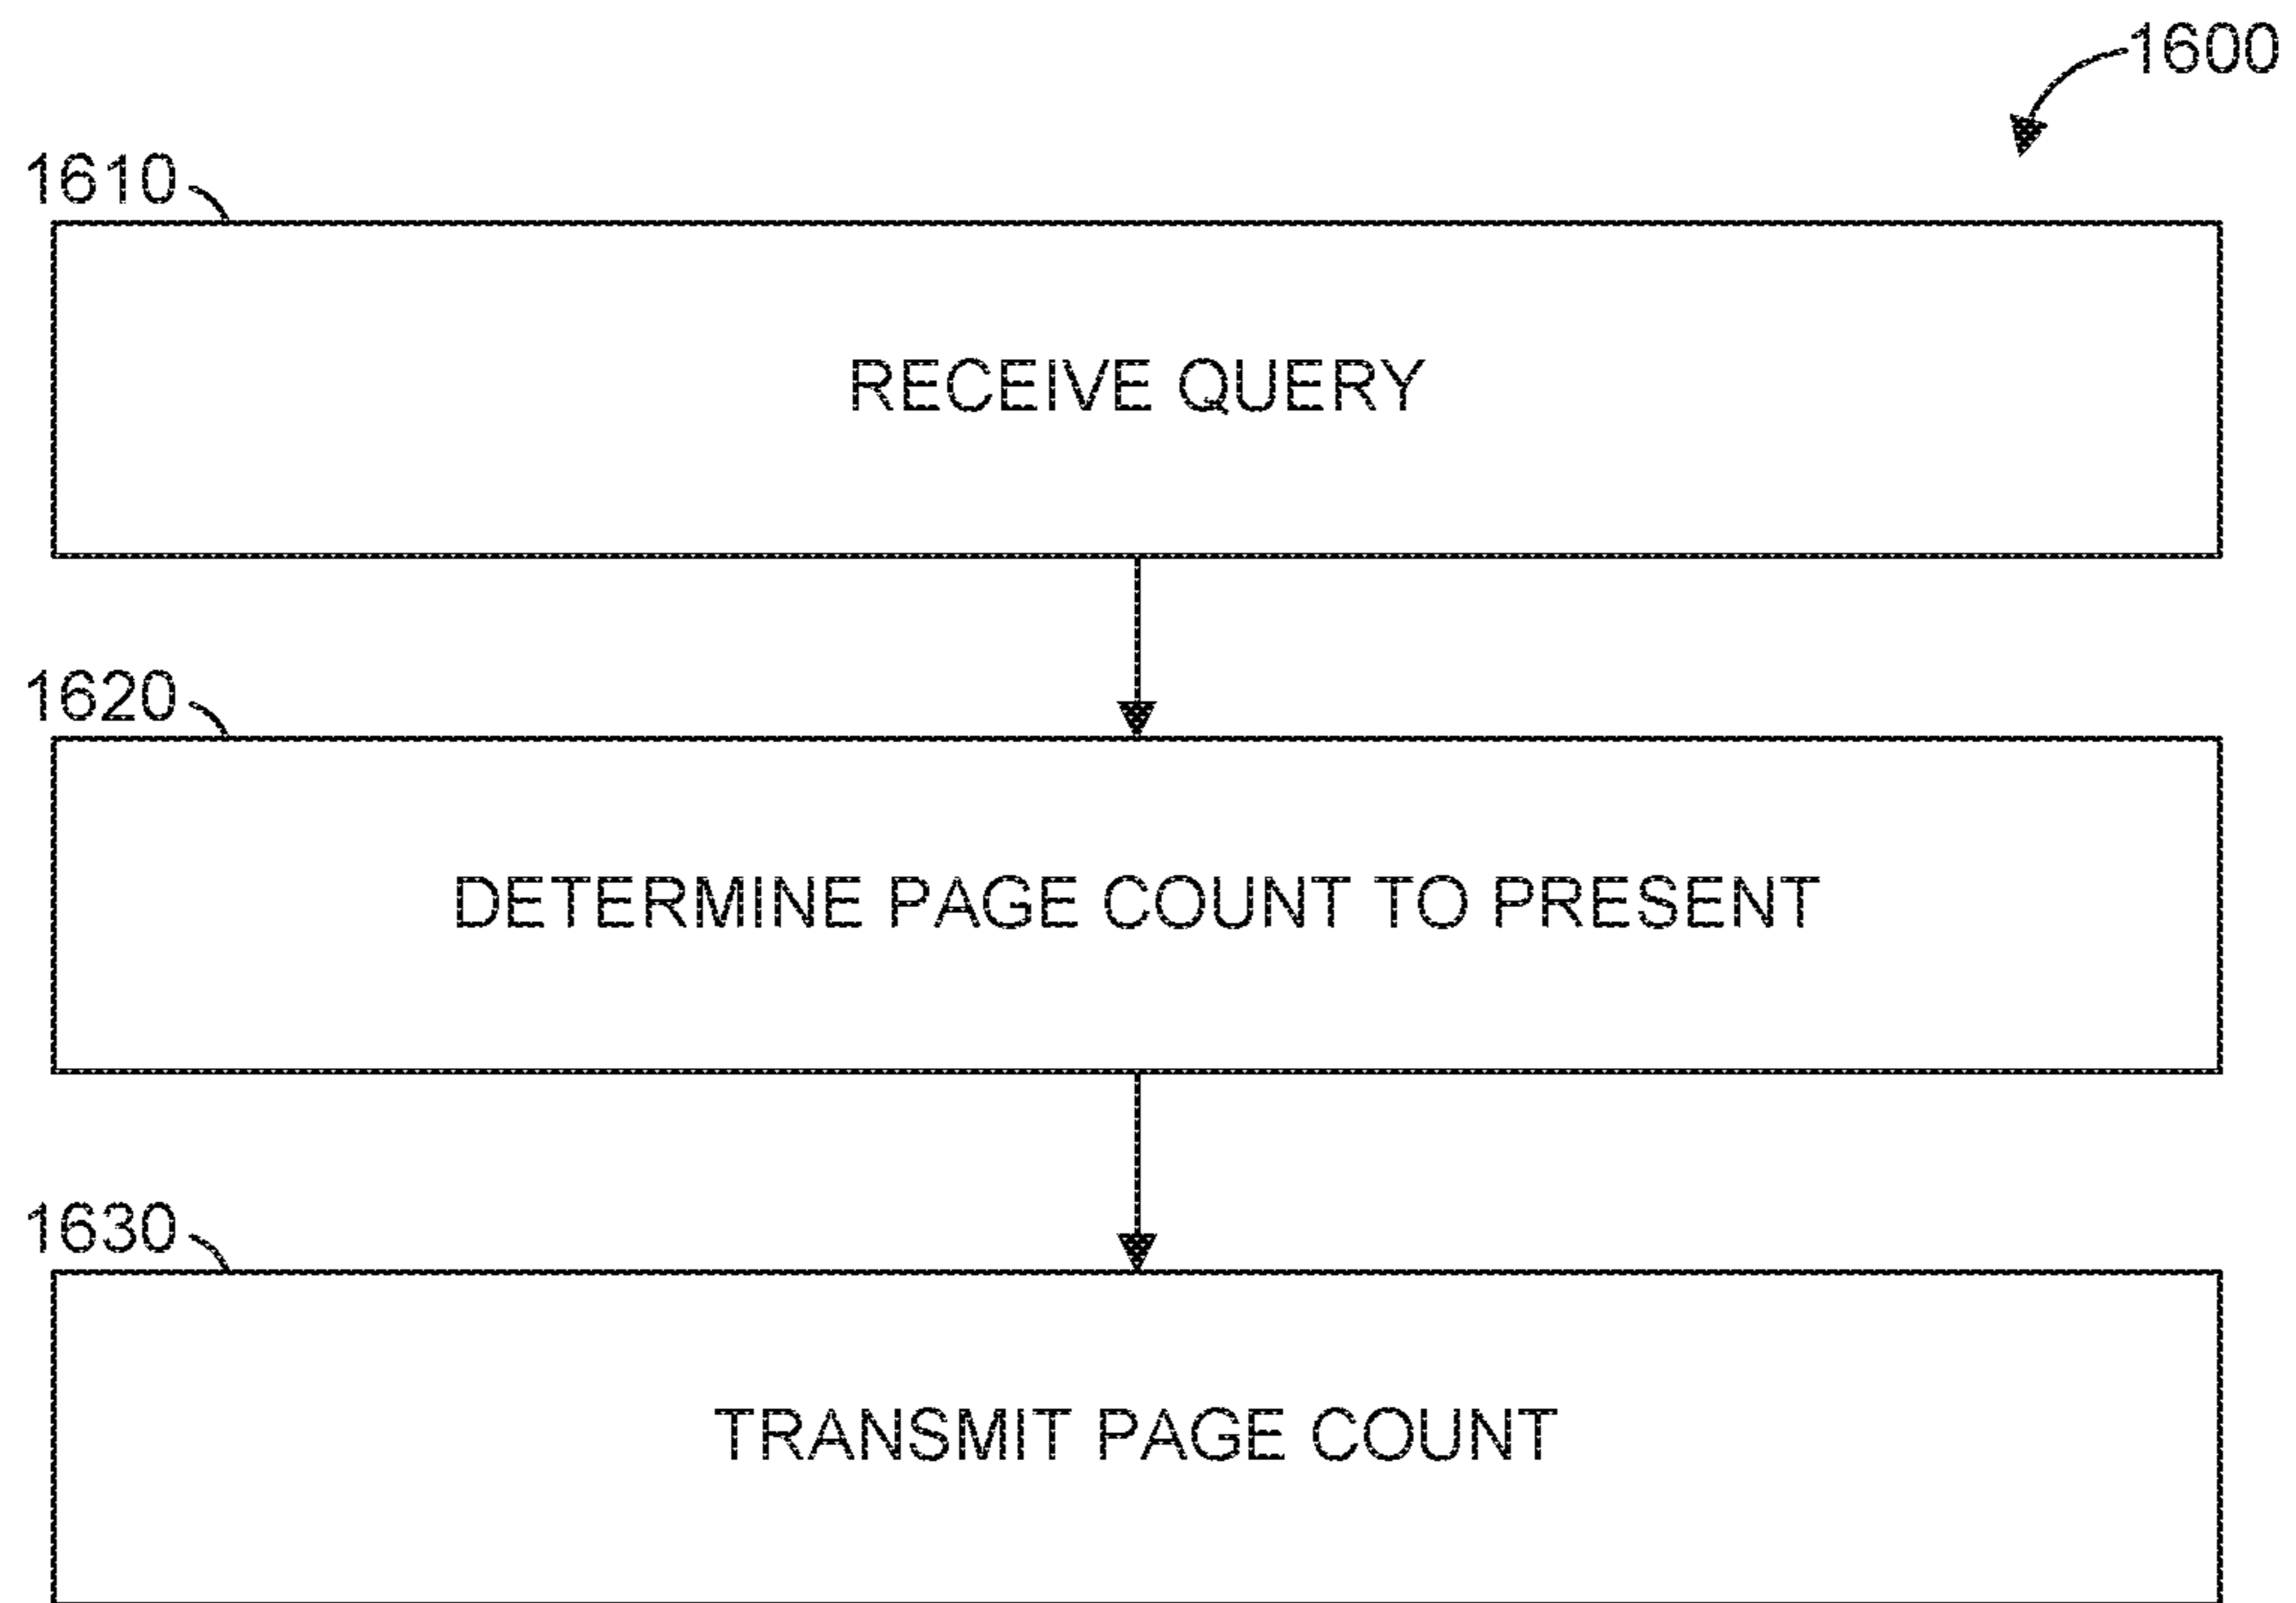 1600
1610
RECEIVE QUERY
1620
DETERMINE PAGE COUNT TO PRESENT
1630
TRANSMIT PAGE COUNT